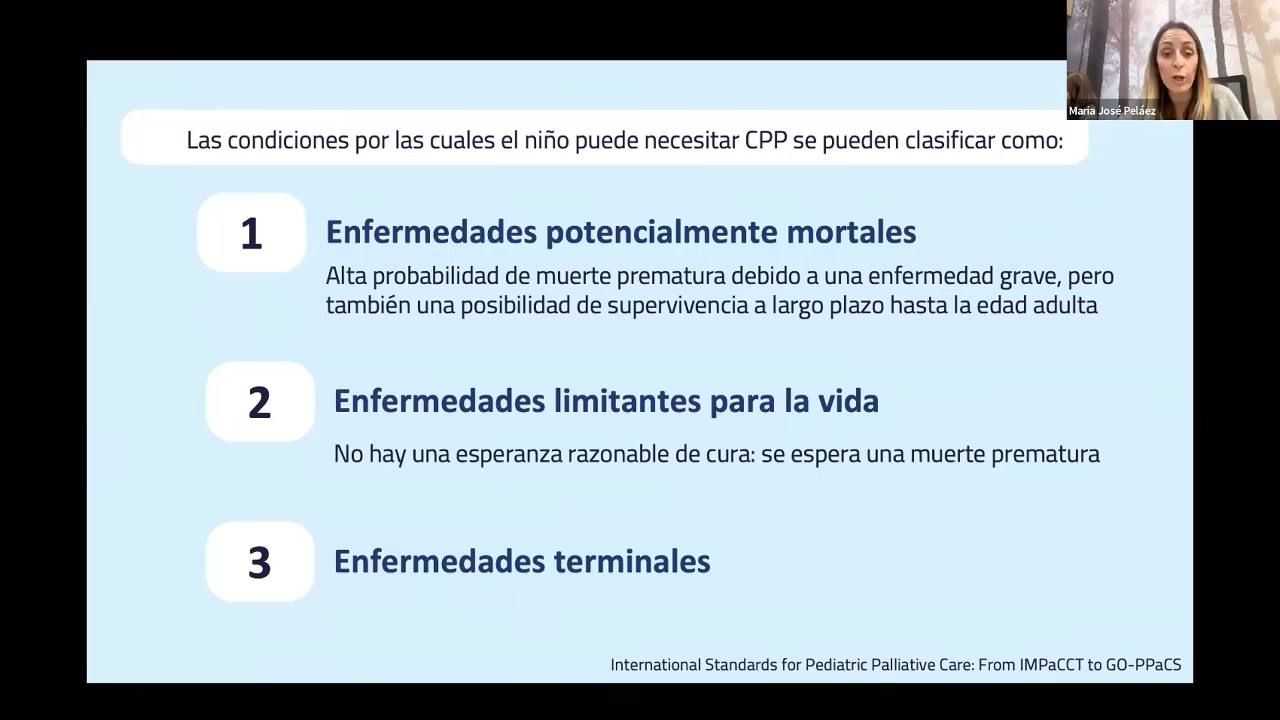 Maria José Peláez
Las condiciones por las cuales el niño puede necesitar CPP se pueden clasificar como:
1
Enfermedades potencialmente mortales
Alta probabilidad de muerte prematura debido a una enfermedad grave, pero
también una posibilidad de supervivencia a largo plazo hasta la edad adulta
2
Enfermedades limitantes para la vida
No hay una esperanza razonable de cura: se espera una muerte prematura
3
Enfermedades terminales
International Standards for Pediatric Palliative Care: From IMPaCCT to GO-PPaCS